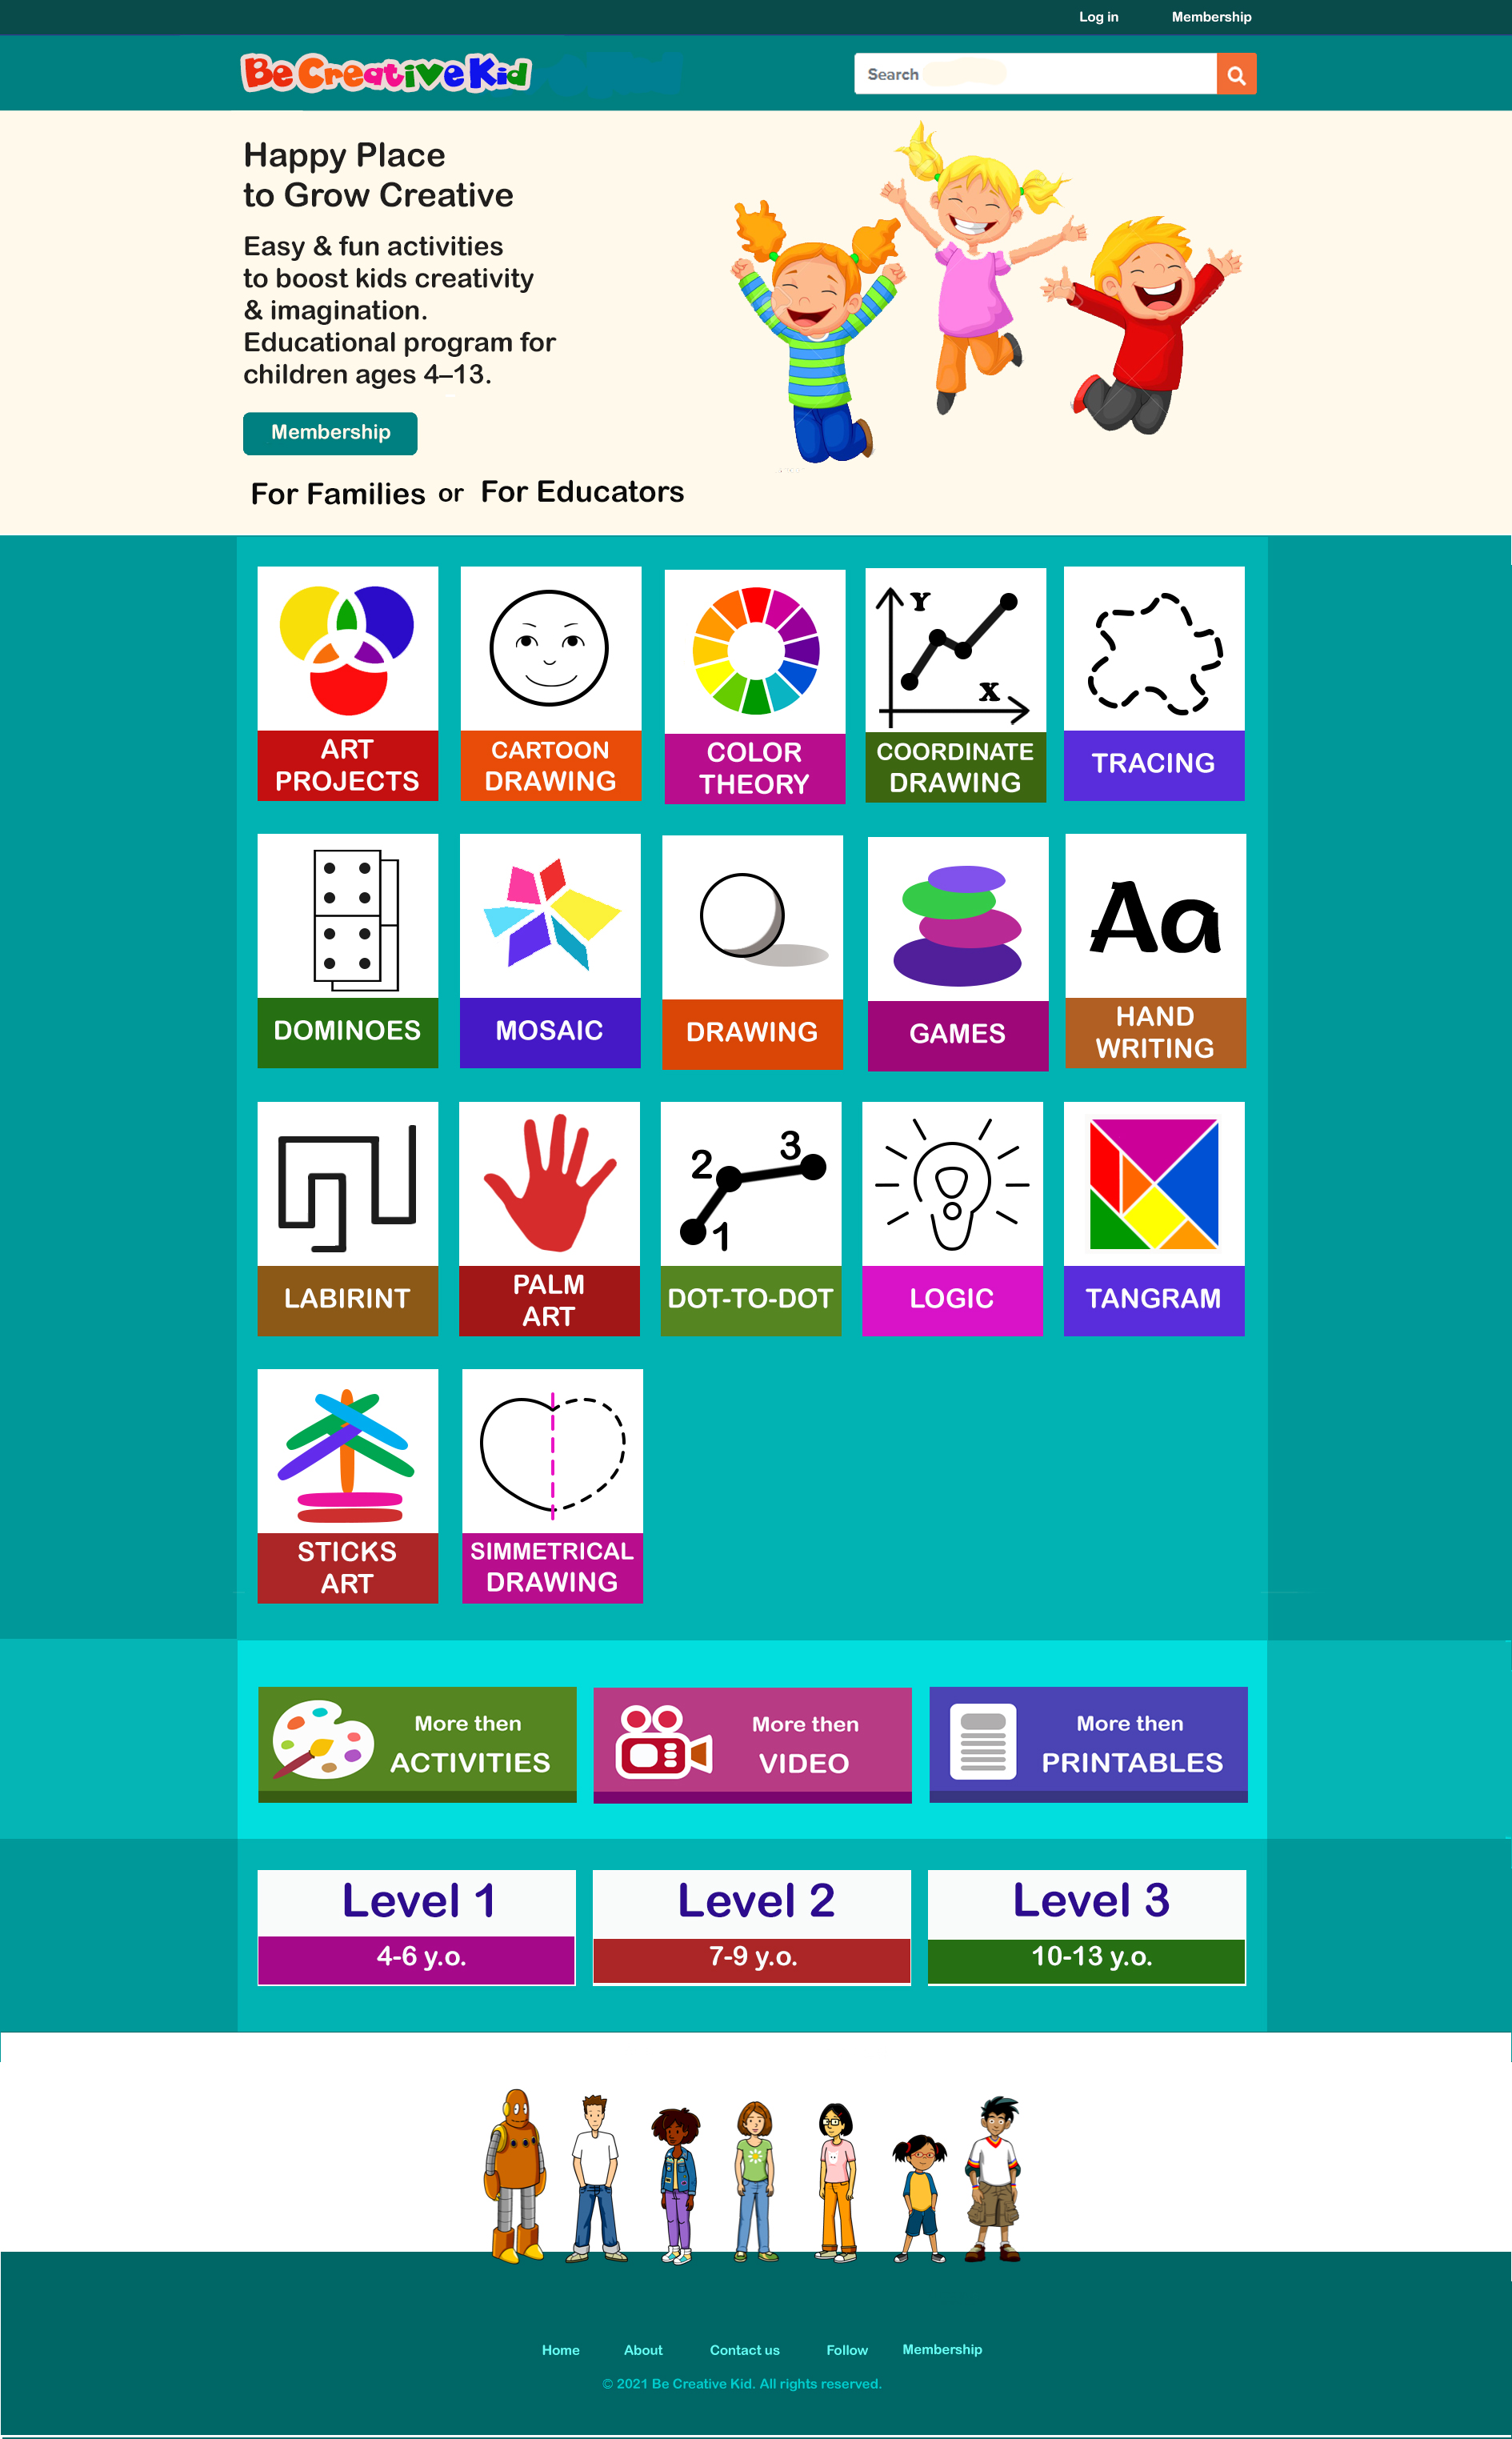 Log in Membership
Be Creative Kid
Search
Happy Place
to Grow Creative
Easy & fun activities
to boost kids creativity
& imagination.
Educational program for
children ages 4–13.
Membership
For Families or For Educators
Y
X
ART
PROJECTS
CARTOON
DRAWING
COLOR
THEORY
COORDINATE
DRAWING
TRACING
Aa
DOMINOES
MOSAIC
DRAWING
GAMES
HAND
WRITING
2
3
1
LABIRINT
PALM
ART
DOT-TO-DOT
LOGIC
TANGRAM
STICKS
ART
SIMMETRICAL
DRAWING
More then
ACTIVITIES
More then
VIDEO
More then
PRINTABLES
Level 1
4-6 y.o.
Level 2
7-9 y.o.
Level 3
10-13 y.o.
Home About Contact us Follow Membership
© 2021 Be Creative Kid. All rights reserved.